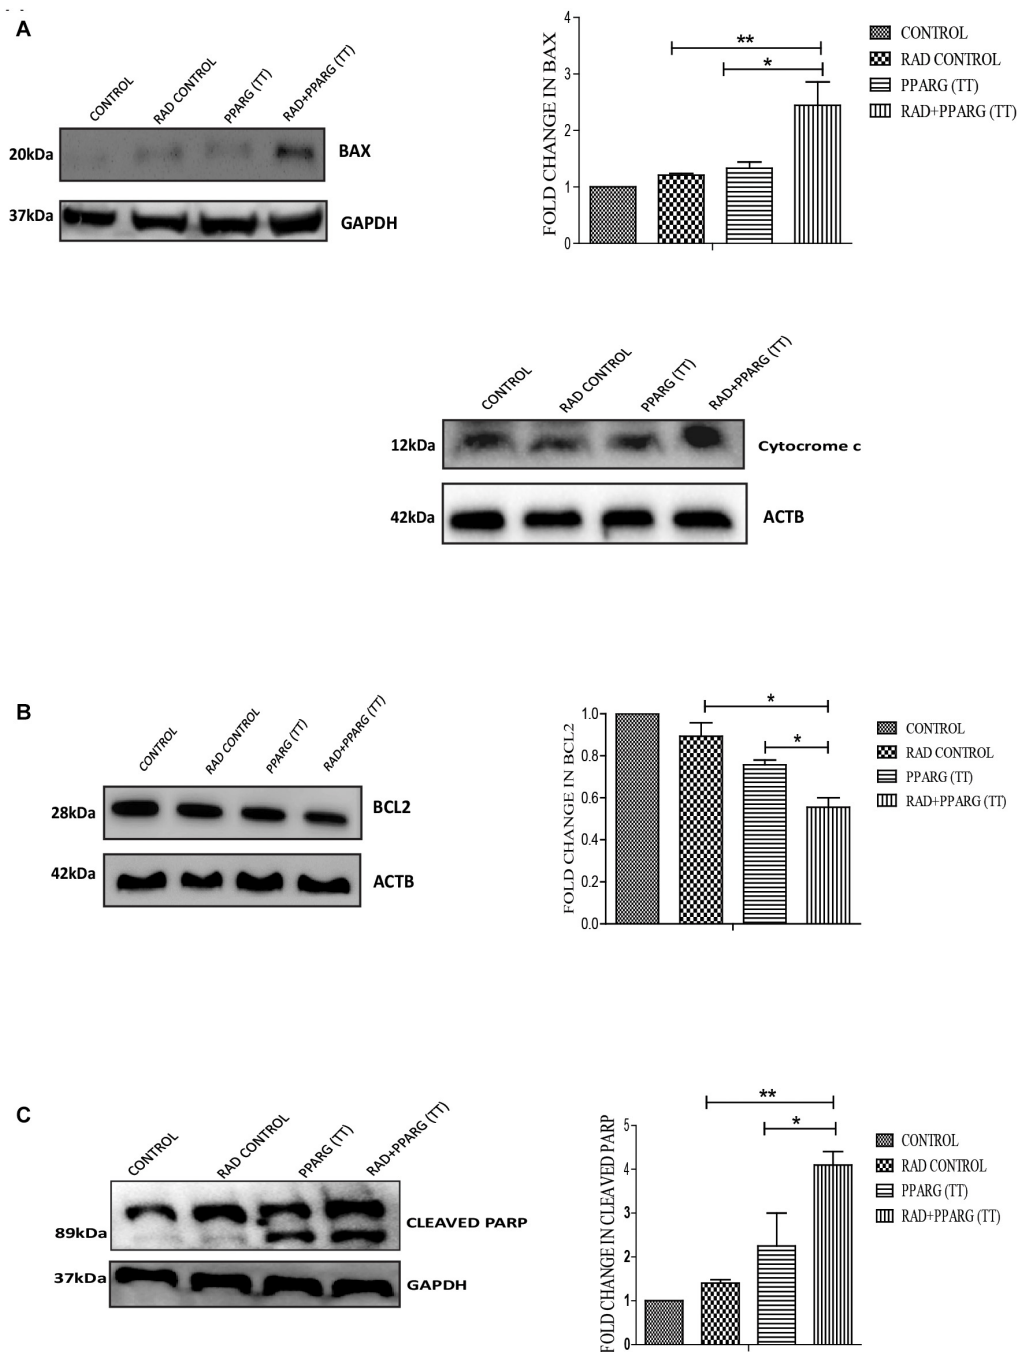 A
CONTROL
RAD CONTROL
PPARG (TT)
RAD+PPARG (TT)
20kDa
BAX
37kDa
GAPDH
FOLD CHANGE IN BAX
4
3
2
1
0
**
*
CONTROL
RAD CONTROL
PPARG (TT)
RAD+PPARG (TT)
CONTROL
RAD CONTROL
PPARG (TT)
RAD+PPARG (TT)
12kDa
Cytocrome c
42kDa
ACTB
B
CONTROL
RAD CONTROL
PPARG (TT)
RAD+PPARG (TT)
28kDa
BCL2
42kDa
ACTB
FOLD CHANGE IN BCL2
1.0
0.8
0.6
0.4
0.2
0.0
*
*
CONTROL
RAD CONTROL
PPARG (TT)
RAD+PPARG (TT)
C
CONTROL
RAD CONTROL
PPARG (TT)
RAD+PPARG (TT)
89kDa
CLEAVED PARP
37kDa
GAPDH
FOLD CHANGE IN CLEAVED PARP
5
4
3
2
1
0
**
*
CONTROL
RAD CONTROL
PPARG (TT)
RAD+PPARG (TT)